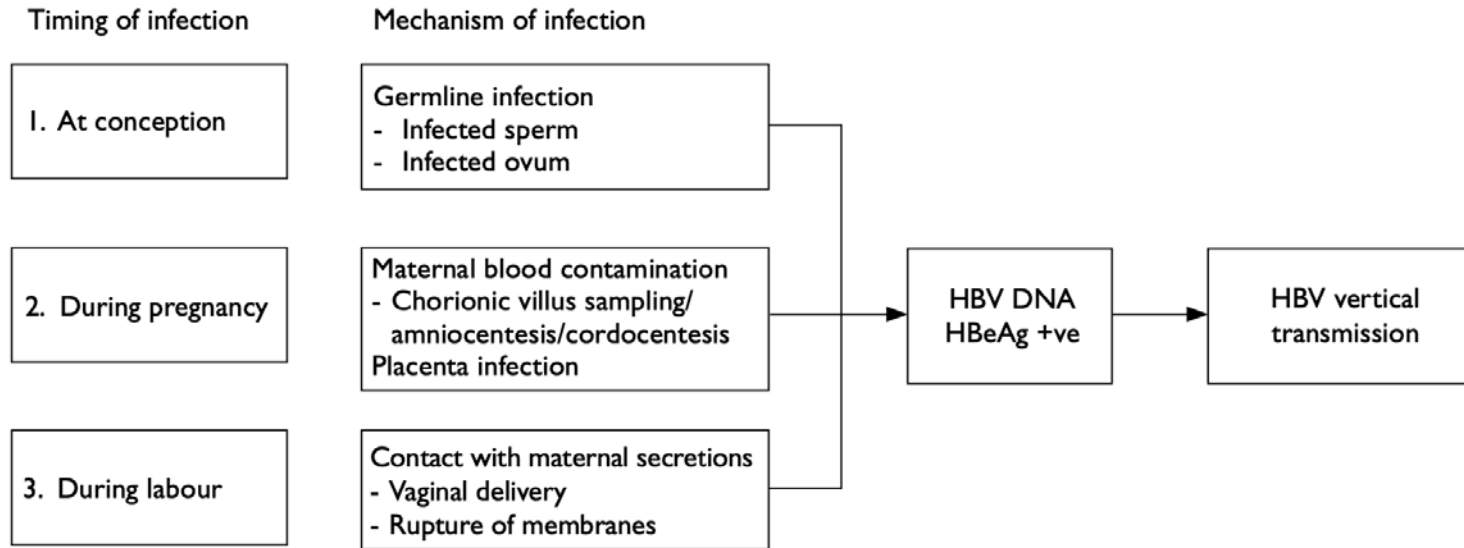 Timing of infection
Mechanism of infection
1. At conception
Germline infection
- Infected sperm
- Infected ovum
2. During pregnancy
Maternal blood contamination
- Chorionic villus sampling/
amniocentesis/cordocentesis
Placenta infection
HBV DNA
HBeAg +ve
HBV vertical
transmission
3. During labour
Contact with maternal secretions
- Vaginal delivery
- Rupture of membranes